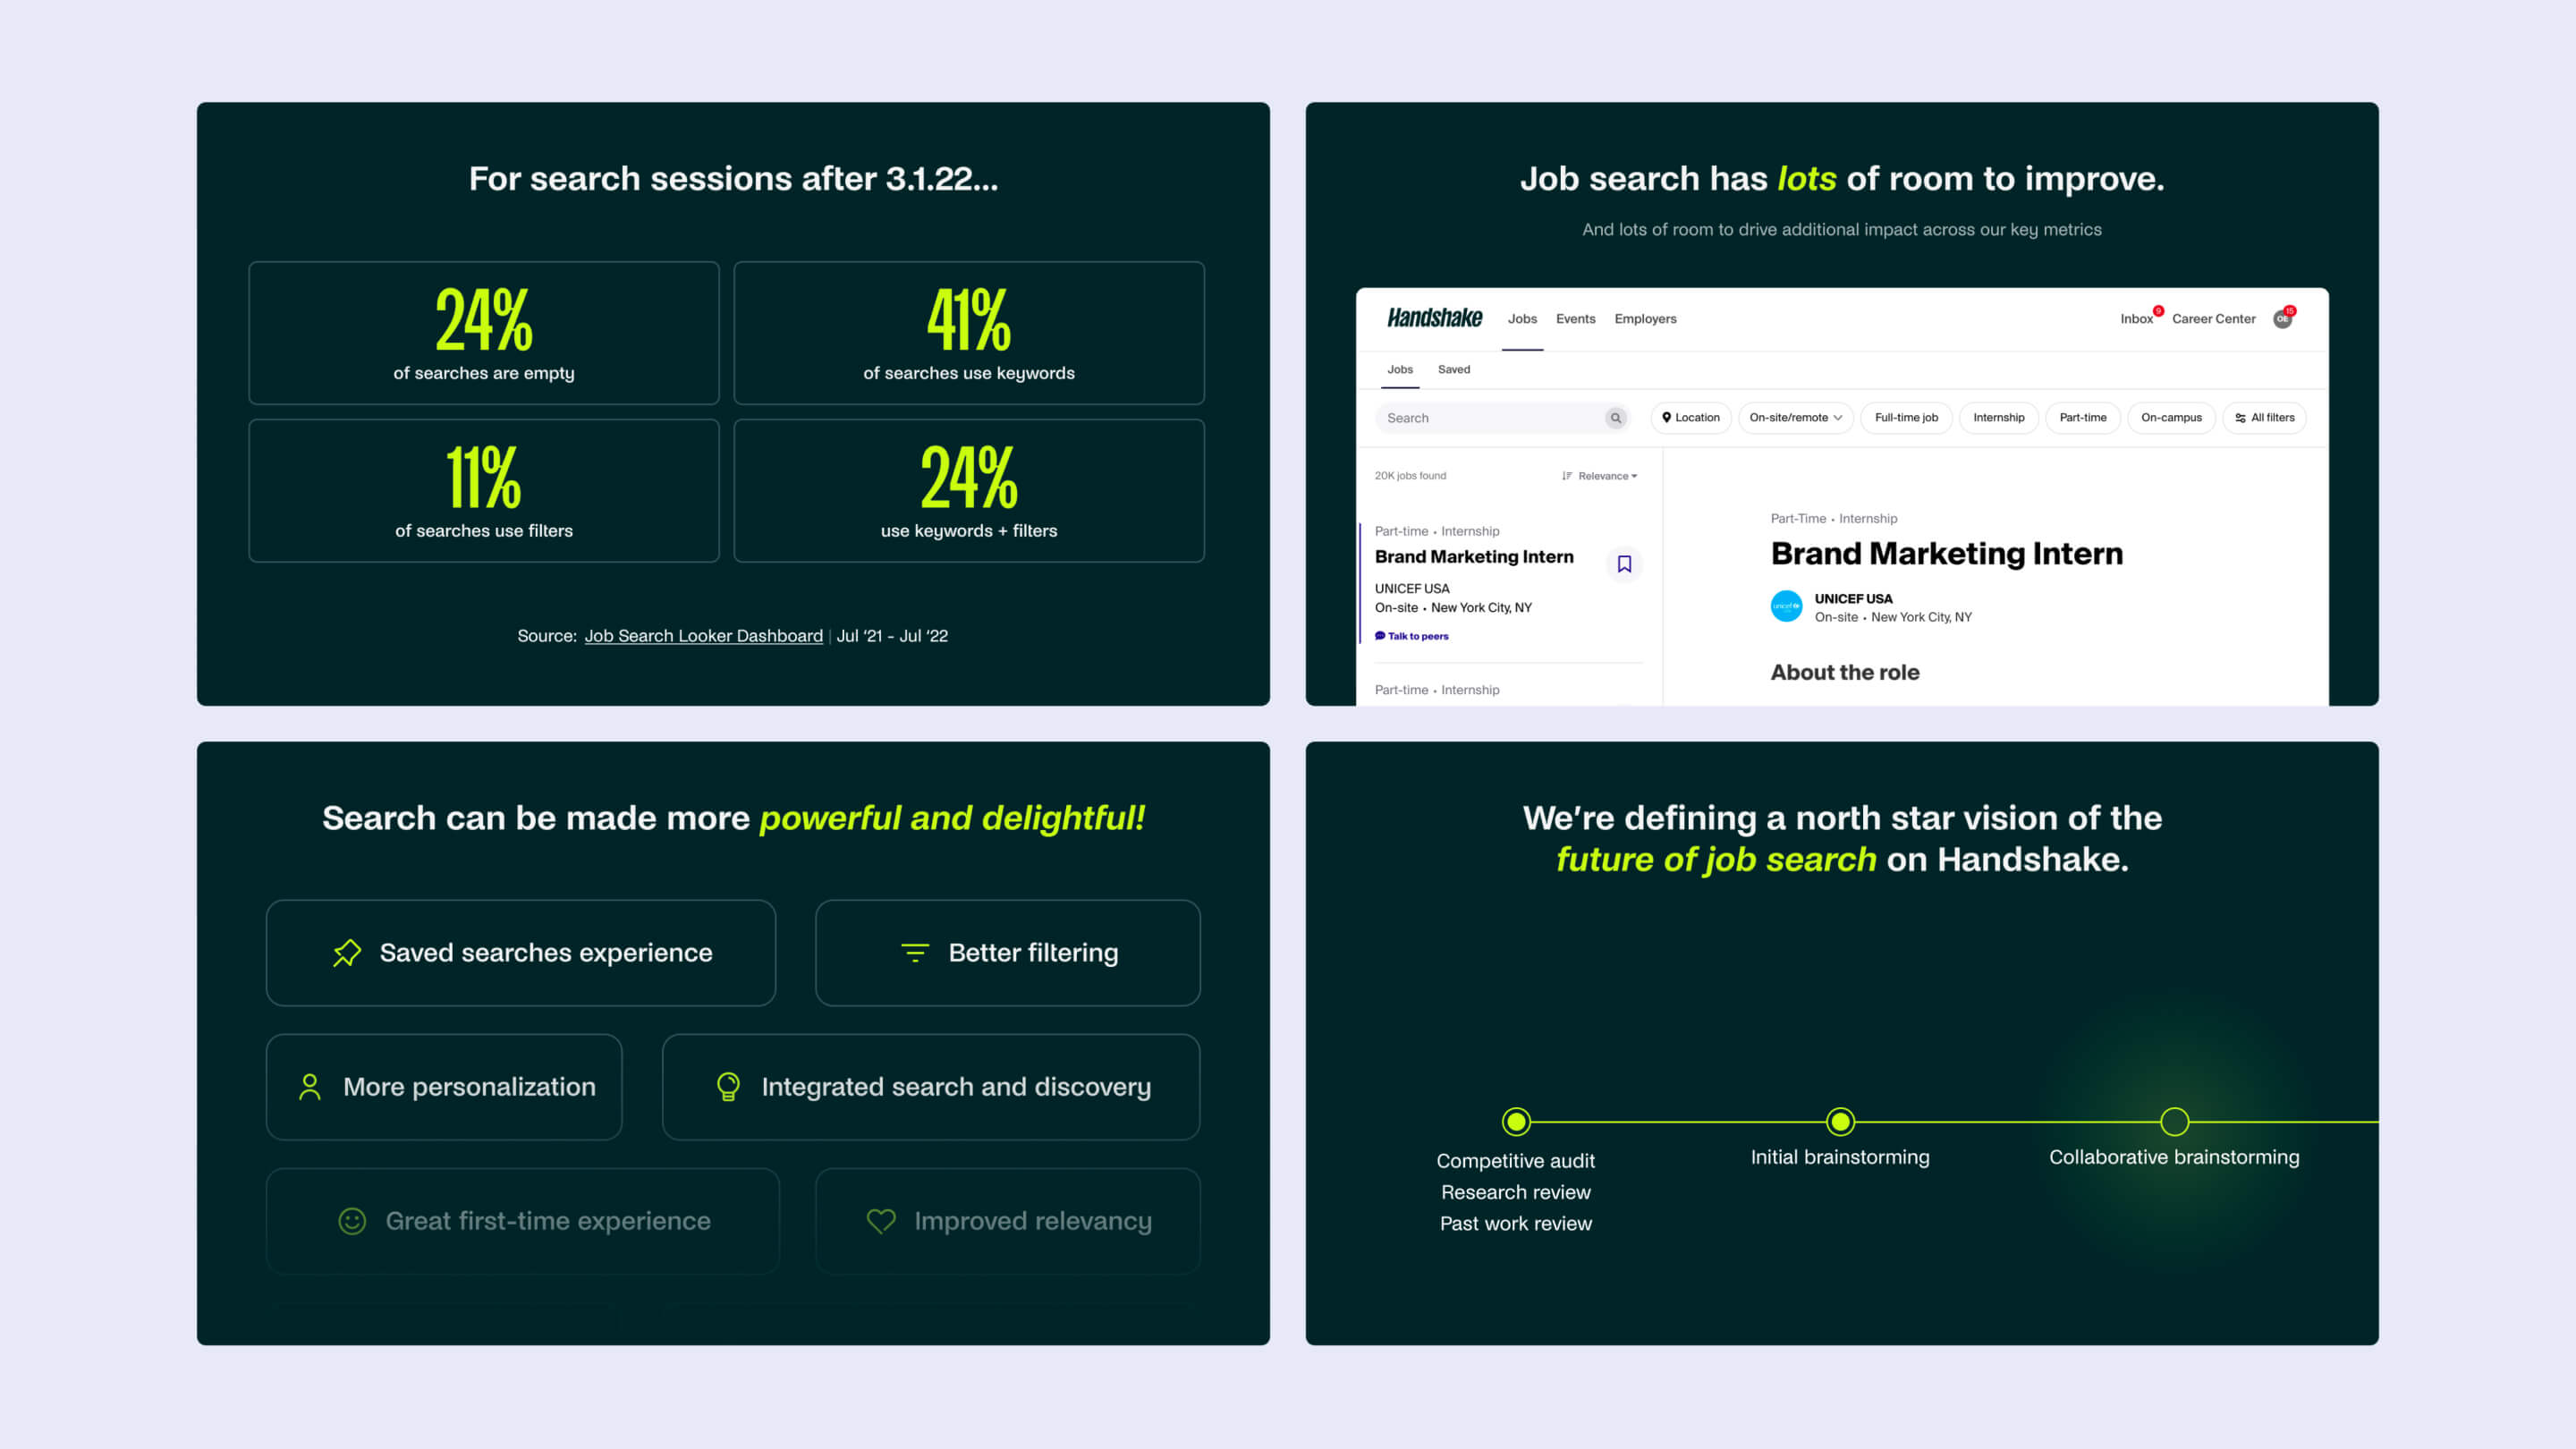 For search sessions after 3.1.22...
24%
of searches are empty
41%
of searches use keywords
11%
of searches use filters
24%
use keywords + filters
Source: Job Search Looker Dashboard | Jul ‘21 - Jul ‘22
Job search has lots of room to improve.
And lots of room to drive additional impact across our key metrics
Handshake
Jobs
Events
Employers
Inbox
9
Career Center
15
Jobs
Saved
Search
Location
On-site/remote
Full-time job
Internship
Part-time
On-campus
All filters
20K jobs found
Relevance
Part-time • Internship
Brand Marketing Intern
UNICEF USA
On-site • New York City, NY
Talk to peers
Part-time • Internship
Part-Time • Internship
Brand Marketing Intern
unicef
UNICEF USA
On-site • New York City, NY
About the role
Search can be made more powerful and delightful!
Saved searches experience
Better filtering
More personalization
Integrated search and discovery
Great first-time experience
Improved relevancy
We’re defining a north star vision of the
future of job search on Handshake.
Competitive audit
Research review
Past work review
Initial brainstorming
Collaborative brainstorming